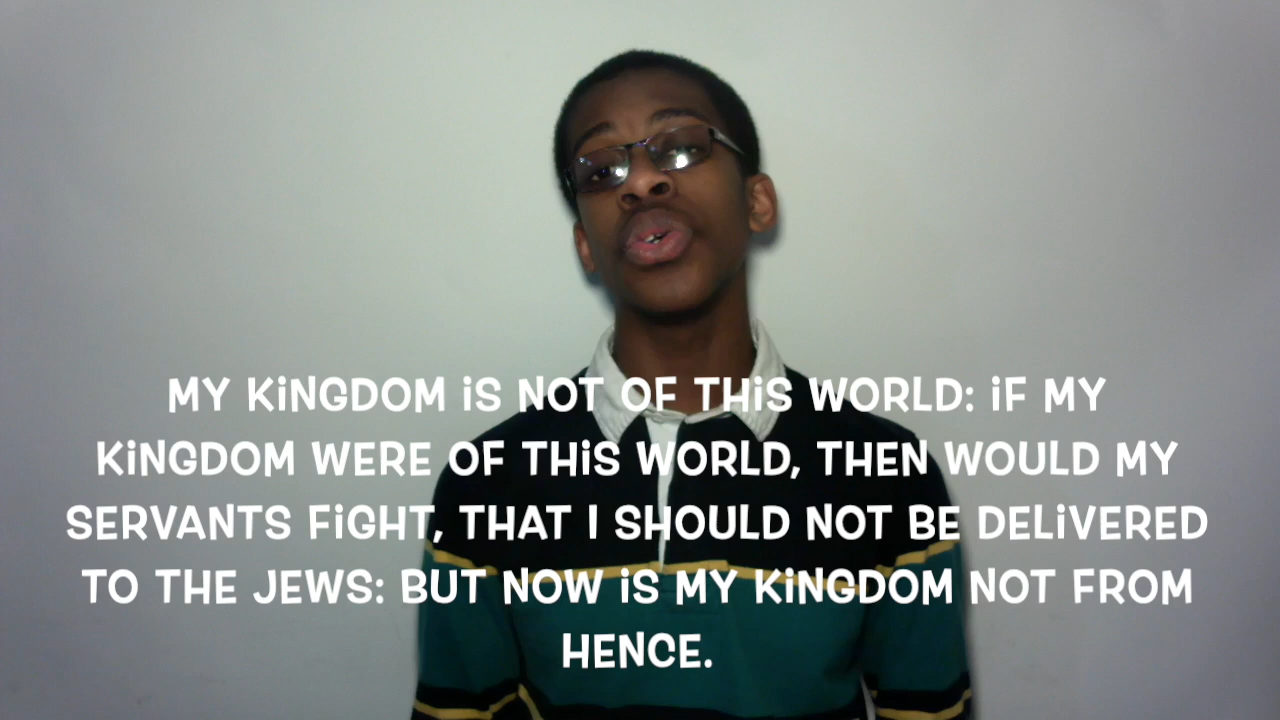 MY KiNGDOM iS NOT OF THiS WORLD: iF MY
KiNGDOM WERE OF THiS WORLD, THEN WOULD MY
SERVANTS FiGHT, THAT I SHOULD NOT BE DELiVERED
TO THE JEWS: BUT NOW iS MY KiNGDOM NOT FROM
HENCE.